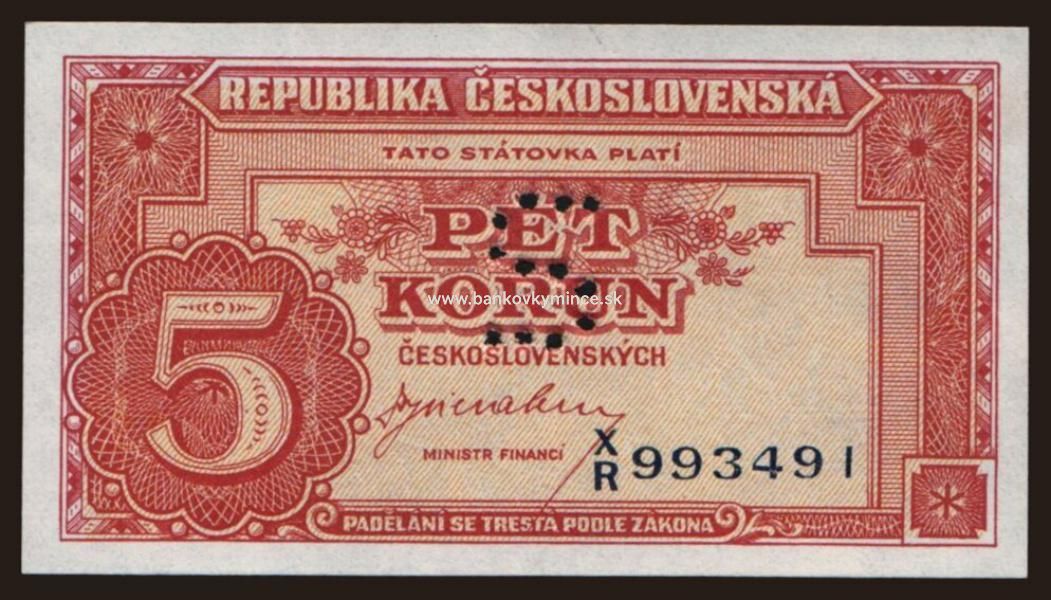 REPUBLIKA ČESKOSLOVENSKÁ
TATO STÁTOVKA PLATÍ
PĚT
KORUN
www.bankovkymince.sk
ČESKOSLOVENSKÝCH
5
MINISTR FINANCÍ
X/R 993491
PADĚLÁNÍ SE TRESTÁ PODLE ZÁKONA